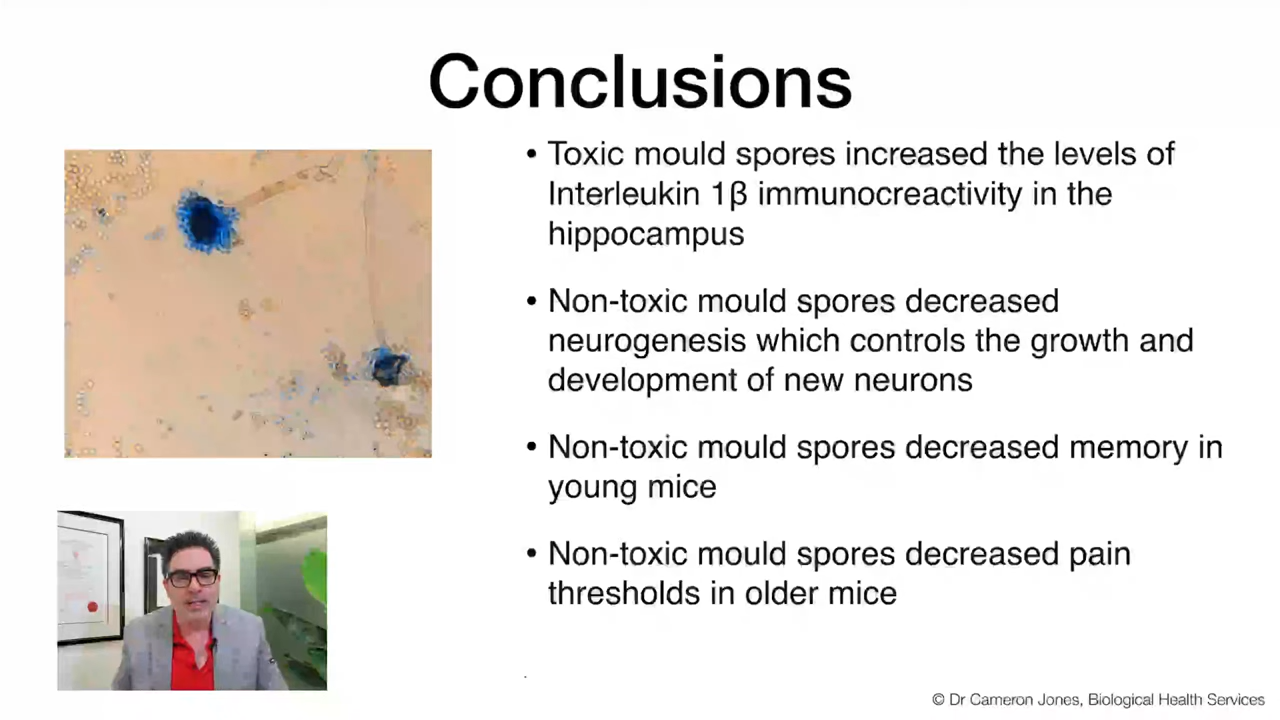 Conclusions
• Toxic mould spores increased the levels of
Interleukin 1β immunocreactivity in the
hippocampus
• Non-toxic mould spores decreased
neurogenesis which controls the growth and
development of new neurons
• Non-toxic mould spores decreased memory in
young mice
• Non-toxic mould spores decreased pain
thresholds in older mice
© Dr Cameron Jones, Biological Health Services